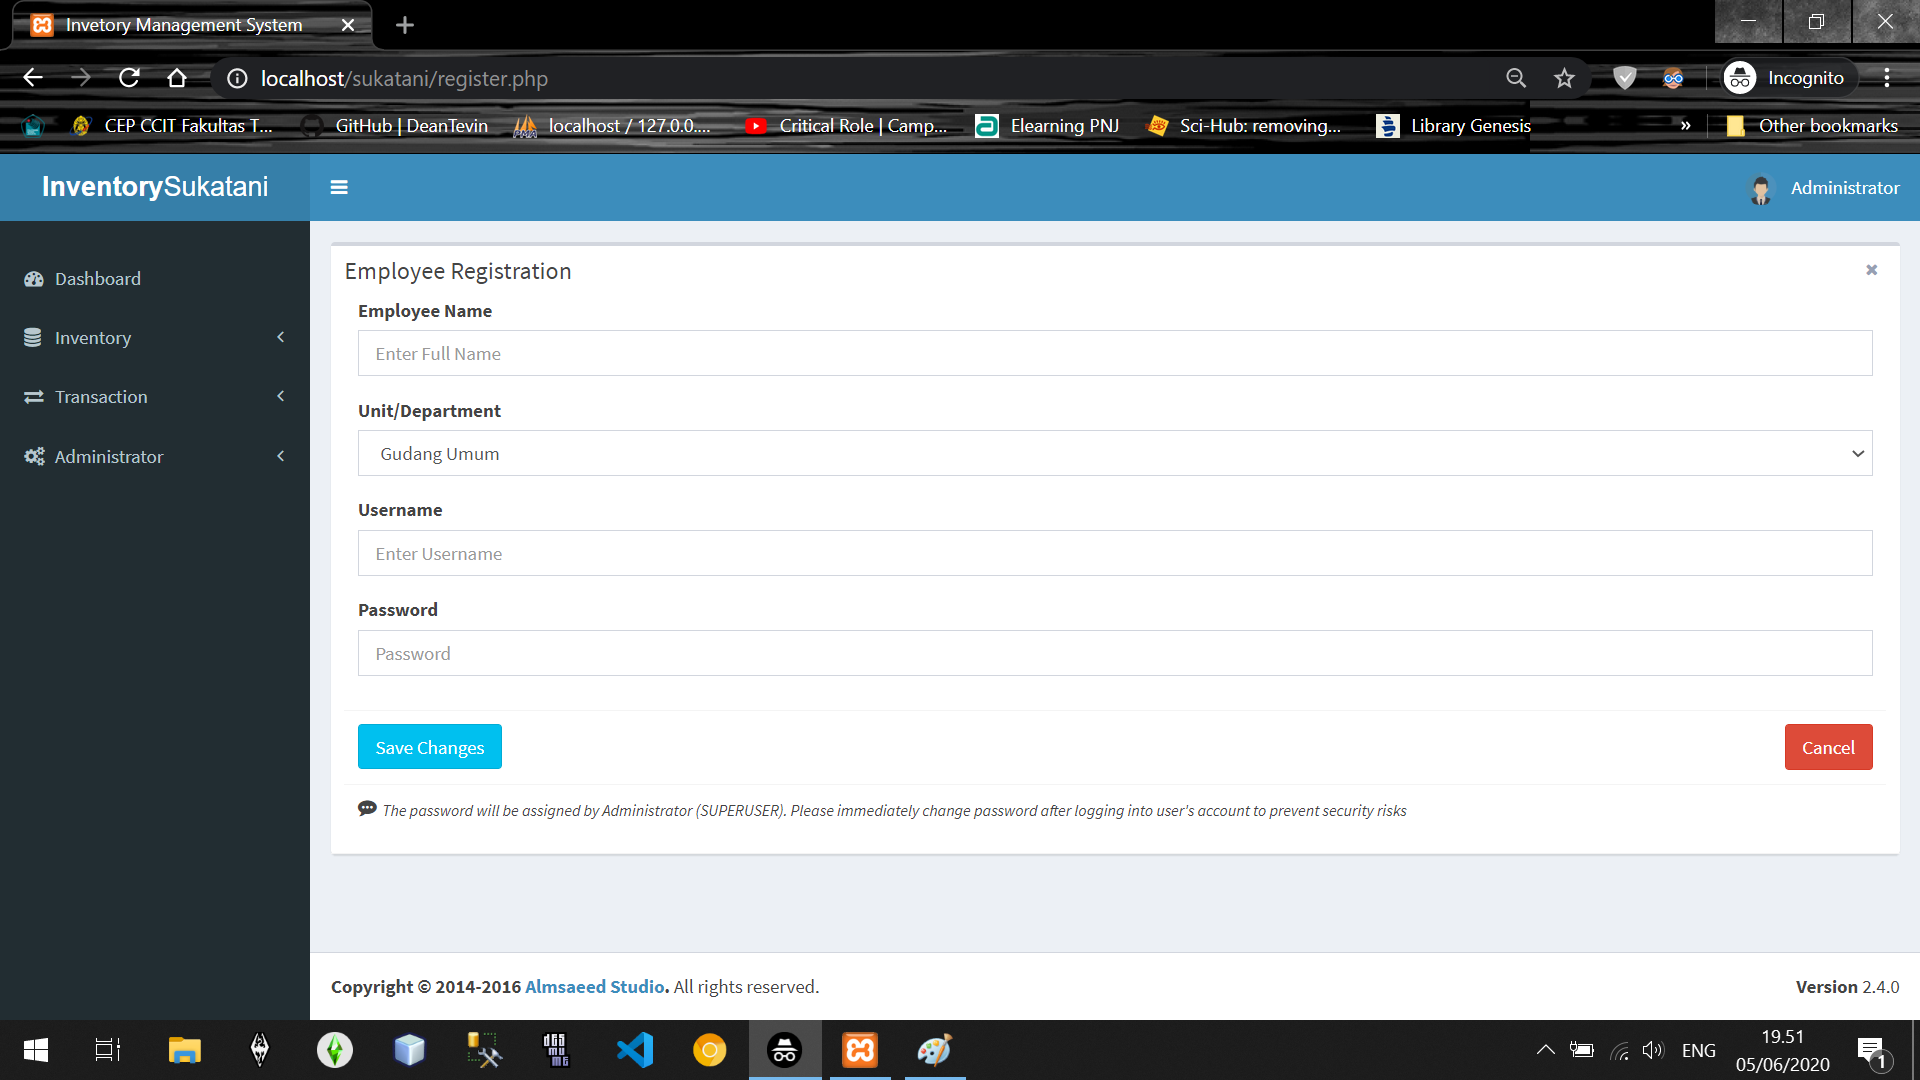 Invetory Management System
localhost/sukatani/register.php
Incognito
CEP CCIT Fakultas T...
GitHub | DeanTevin
localhost / 127.0.0....
Critical Role | Camp...
Elearning PNJ
Sci-Hub: removing...
Library Genesis
»
Other bookmarks
InventorySukatani
Administrator
Dashboard
Inventory
Transaction
Administrator
Employee Registration
Employee Name
Enter Full Name
Unit/Department
Gudang Umum
Username
Enter Username
Password
Password
Save Changes
Cancel
The password will be assigned by Administrator (SUPERUSER). Please immediately change password after logging into user's account to prevent security risks
Copyright © 2014-2016 Almsaeed Studio. All rights reserved.
Version 2.4.0
ENG
19.51
05/06/2020
1